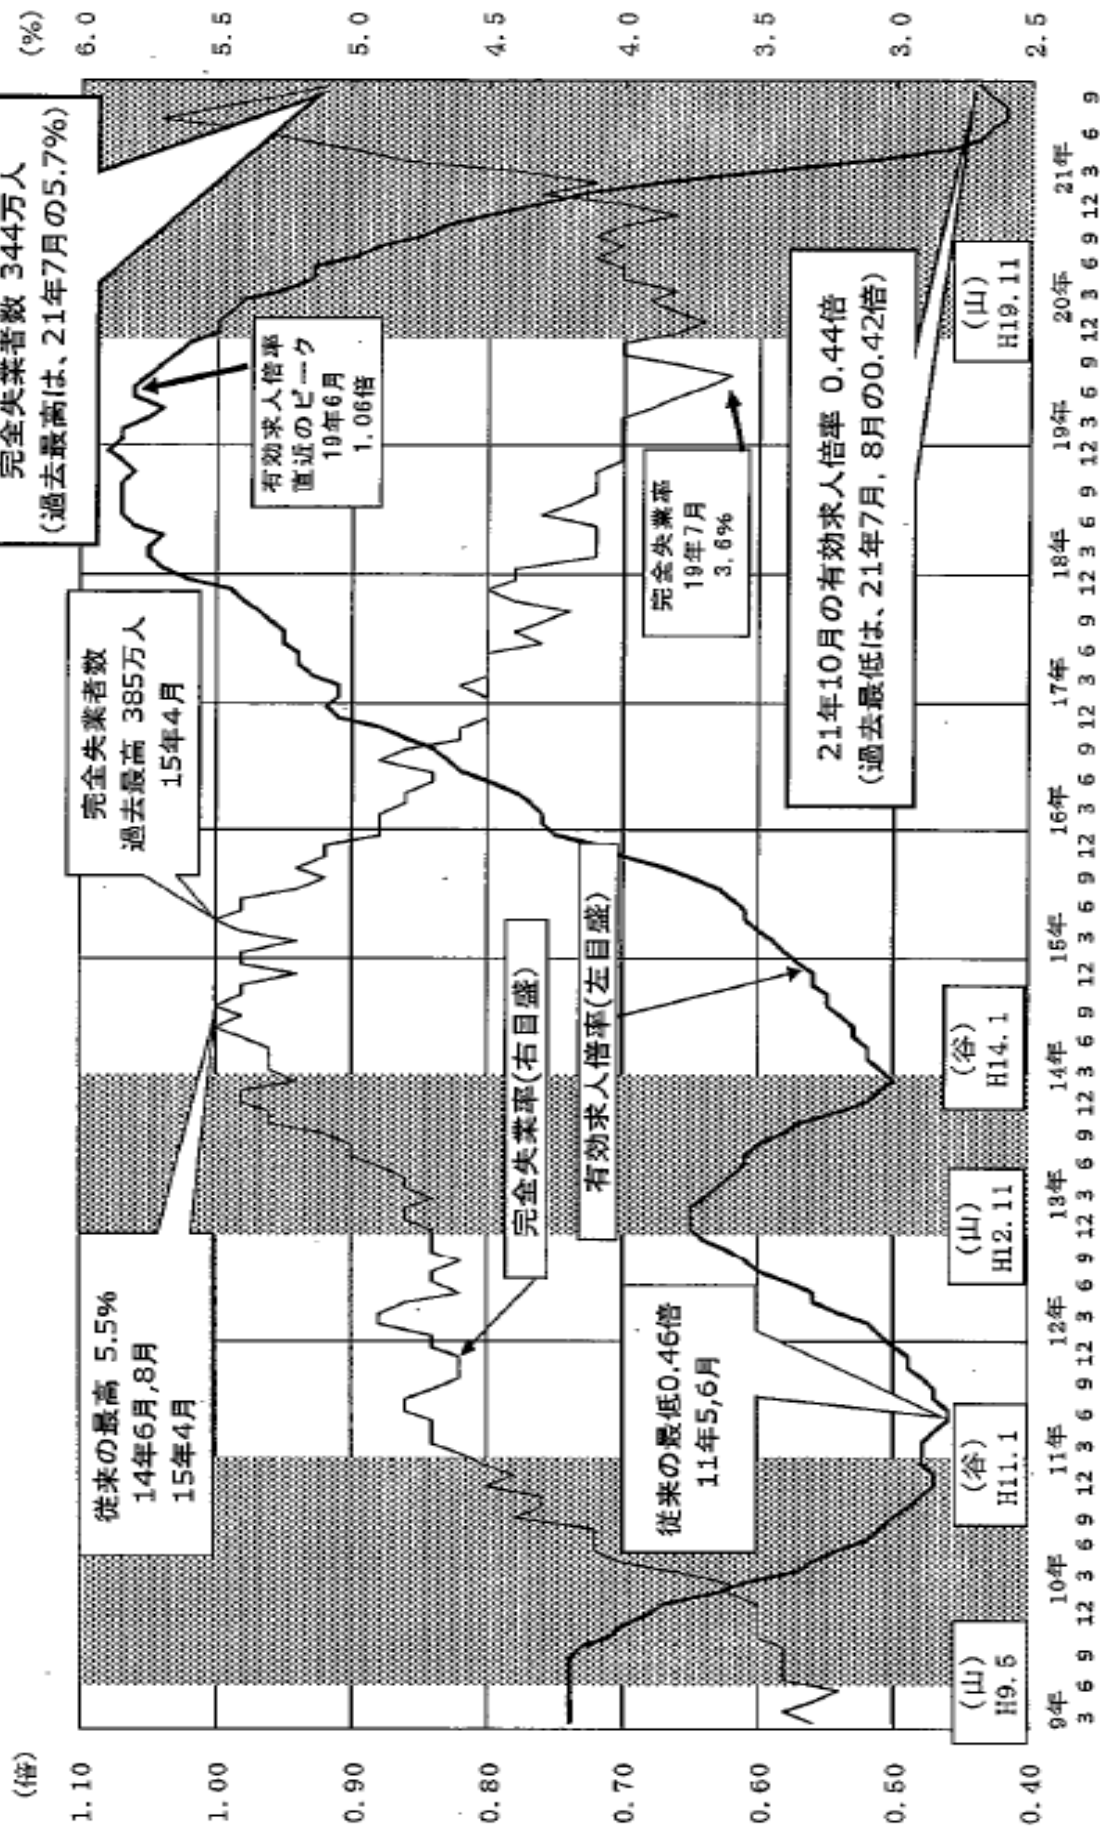 (倍)
(%)
1.10
1.00
0.90
0.80
0.70
0.60
0.50
0.40
6.0
5.5
5.0
4.5
4.0
3.5
3.0
2.5
従来の最高 5.5%
14年6月,8月
15年4月
完全失業者数
過去最高 385万人
15年4月
完全失業者数 344万人
(過去最高は、21年7月の5.7%)
有効求人倍率
直近のピーク
19年6月
1.06倍
完全失業率(右目盛)
有効求人倍率(左目盛)
完全失業率
19年7月
3.6%
従来の最低0.46倍
11年5,6月
21年10月の有効求人倍率 0.44倍
(過去最低は、21年7月, 8月の0.42倍)
(山)
H9.5
(谷)
H11.1
(山)
H12.11
(谷)
H14.1
(山)
H19.11
9年 10年 11年 12年 13年 14年 15年 16年 17年 18年 19年 20年 21年
3 6 9 12 3 6 9 12 3 6 9 12 3 6 9 12 3 6 9 12 3 6 9 12 3 6 9 12 3 6 9 12 3 6 9 12 3 6 9 12 3 6 9 12 3 6 9 12 3 6 9